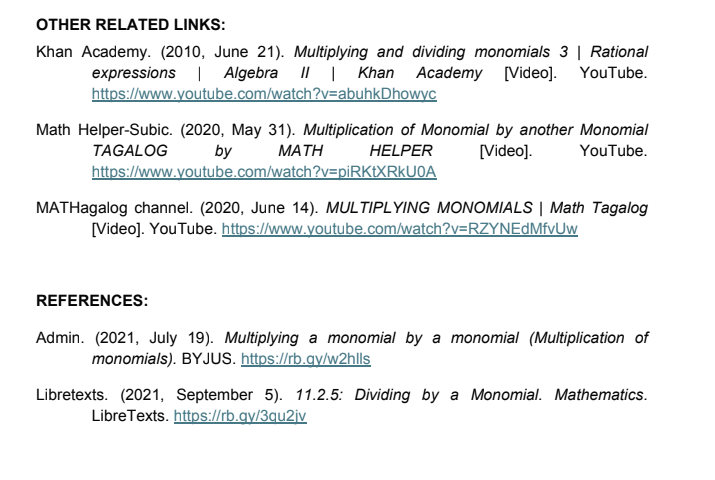 OTHER RELATED LINKS:
Khan Academy. (2010, June 21). Multiplying and dividing monomials 3 | Rational
expressions | Algebra II | Khan Academy [Video]. YouTube.
https://www.youtube.com/watch?v=abuhkDhowyc
Math Helper-Subic. (2020, May 31). Multiplication of Monomial by another Monomial
TAGALOG by MATH HELPER [Video]. YouTube.
https://www.youtube.com/watch?v=piRKtXRkU0A
MATHagalog channel. (2020, June 14). MULTIPLYING MONOMIALS | Math Tagalog
[Video]. YouTube. https://www.youtube.com/watch?v=RZYNEdMfvUw
REFERENCES:
Admin. (2021, July 19). Multiplying a monomial by a monomial (Multiplication of
monomials). BYJUS. https://rb.gy/w2hlls
Libretexts. (2021, September 5). 11.2.5: Dividing by a Monomial. Mathematics.
LibreTexts. https://rb.gy/3qu2jv